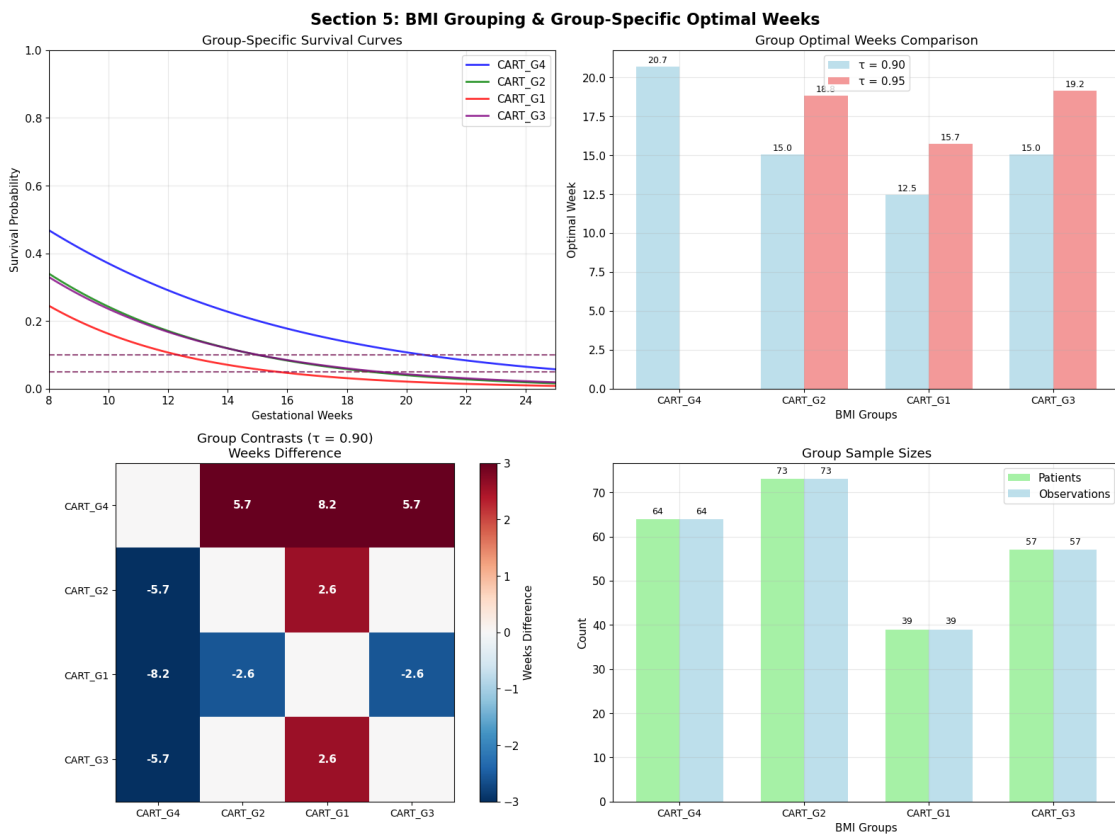 Section 5: BMI Grouping & Group-Specific Optimal Weeks
Group-Specific Survival Curves
1.0
0.8
0.6
0.4
0.2
0.0
Survival Probability
8 10 12 14 16 18 20 22 24
Gestational Weeks
CART_G4
CART_G2
CART_G1
CART_G3
Group Optimal Weeks Comparison
20.0
17.5
15.0
12.5
10.0
7.5
5.0
2.5
0.0
Optimal Week
τ = 0.90
τ = 0.95
20.7
15.0 18.8
12.5 15.7
15.0 19.2
CART_G4 CART_G2 CART_G1 CART_G3
BMI Groups
Group Contrasts (τ = 0.90)
Weeks Difference
CART_G4 5.7 8.2 5.7
CART_G2 -5.7 2.6
CART_G1 -8.2 -2.6 -2.6
CART_G3 -5.7 2.6
CART_G4 CART_G2 CART_G1 CART_G3
3
2
1
0
−1
−2
−3
Weeks Difference
Group Sample Sizes
70
60
50
40
30
20
10
0
Count
Patients
Observations
64 64
73 73
39 39
57 57
CART_G4 CART_G2 CART_G1 CART_G3
BMI Groups